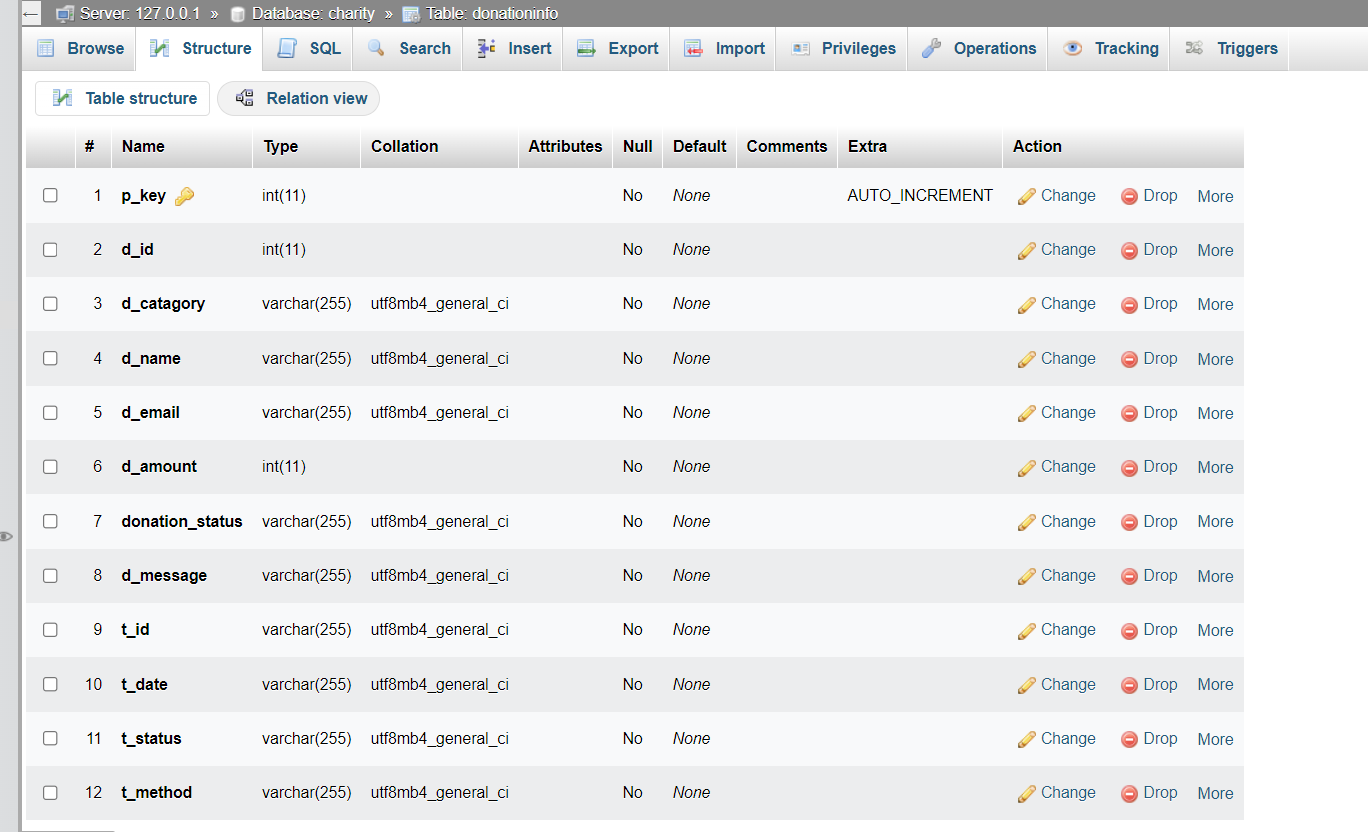 Server: 127.0.0.1 » Database: charity » Table: donationinfo
Browse Structure SQL Search Insert Export Import Privileges Operations Tracking Triggers
Table structure Relation view
# Name Type Collation Attributes Null Default Comments Extra Action
1 p_key int(11) No None AUTO_INCREMENT Change Drop More
2 d_id int(11) No None Change Drop More
3 d_catagory varchar(255) utf8mb4_general_ci No None Change Drop More
4 d_name varchar(255) utf8mb4_general_ci No None Change Drop More
5 d_email varchar(255) utf8mb4_general_ci No None Change Drop More
6 d_amount int(11) No None Change Drop More
7 donation_status varchar(255) utf8mb4_general_ci No None Change Drop More
8 d_message varchar(255) utf8mb4_general_ci No None Change Drop More
9 t_id varchar(255) utf8mb4_general_ci No None Change Drop More
10 t_date varchar(255) utf8mb4_general_ci No None Change Drop More
11 t_status varchar(255) utf8mb4_general_ci No None Change Drop More
12 t_method varchar(255) utf8mb4_general_ci No None Change Drop More